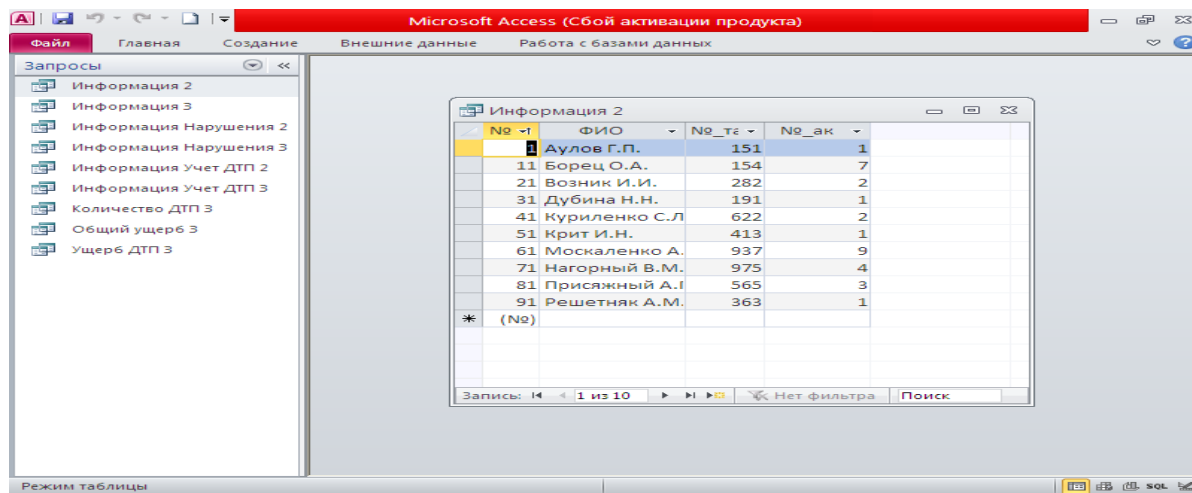 Microsoft Access (Сбой активации продукта)
Файл Главная Создание Внешние данные Работа с базами данных
Запросы
Информация 2
Информация 3
Информация Нарушения 2
Информация Нарушения 3
Информация Учет ДТП 2
Информация Учет ДТП 3
Количество ДТП 3
Общий ущерб 3
Ущерб ДТП 3
Информация 2
№ ФИО №_та №_ак
1 Аулов Г.П. 151 1
11 Борец О.А. 154 7
21 Возник И.И. 282 2
31 Дубина Н.Н. 191 1
41 Куриленко С.Л 622 2
51 Крит И.Н. 413 1
61 Москаленко А. 937 9
71 Нагорный В.М. 975 4
81 Присяжный А.Г 565 3
91 Решетняк А.М. 363 1
(№)
Запись: 1 из 10 Нет фильтра Поиск
Режим таблицы SQL